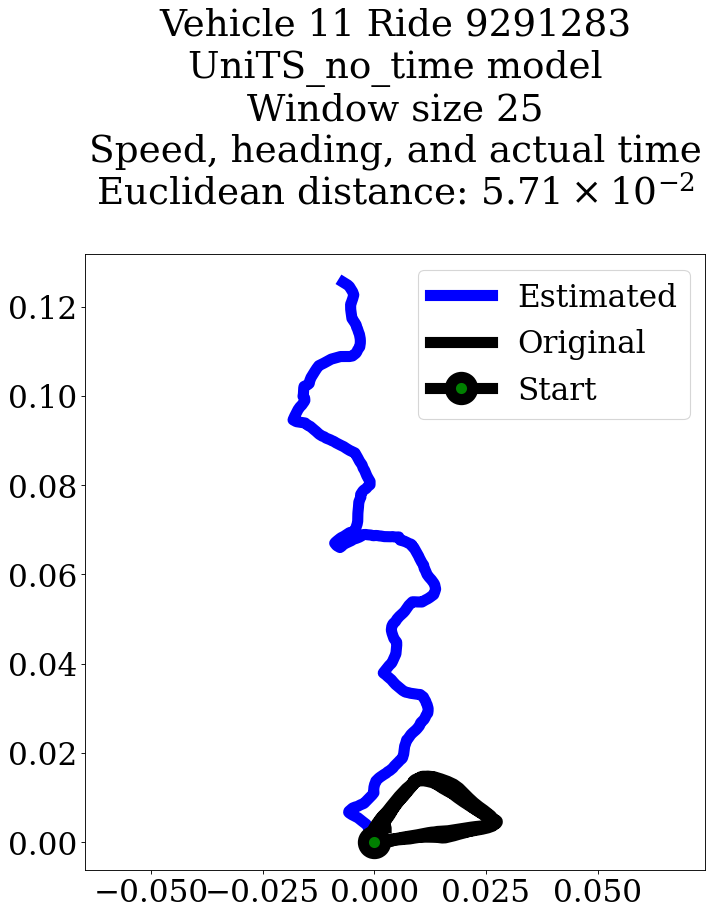 Vehicle 11 Ride 9291283
UniTS_no_time model
Window size 25
Speed, heading, and actual time
Euclidean distance: 5.71 × 10⁻²
Estimated
Original
Start
0.12
0.10
0.08
0.06
0.04
0.02
0.00
−0.050 −0.025 0.000 0.025 0.050